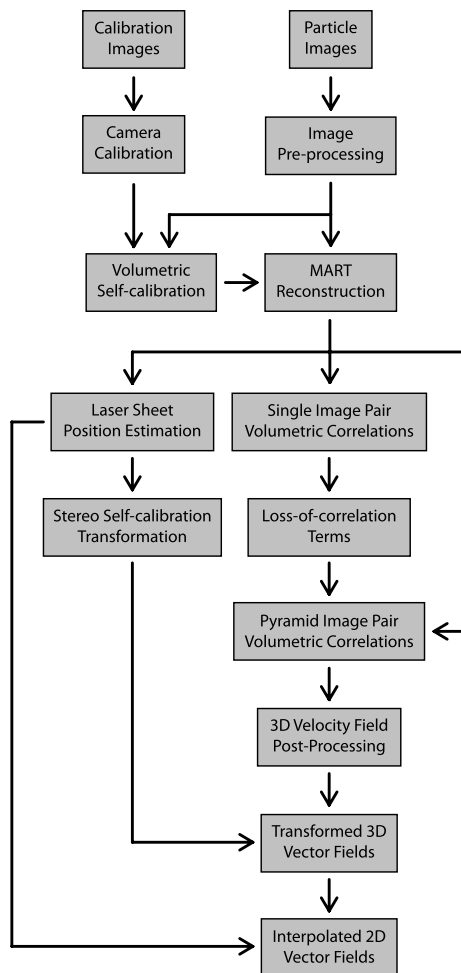 Calibration
Images
Particle
Images
Camera
Calibration
Image
Pre-processing
Volumetric
Self-calibration
MART
Reconstruction
Laser Sheet
Position Estimation
Single Image Pair
Volumetric Correlations
Stereo Self-calibration
Transformation
Loss-of-correlation
Terms
Pyramid Image Pair
Volumetric Correlations
3D Velocity Field
Post-Processing
Transformed 3D
Vector Fields
Interpolated 2D
Vector Fields